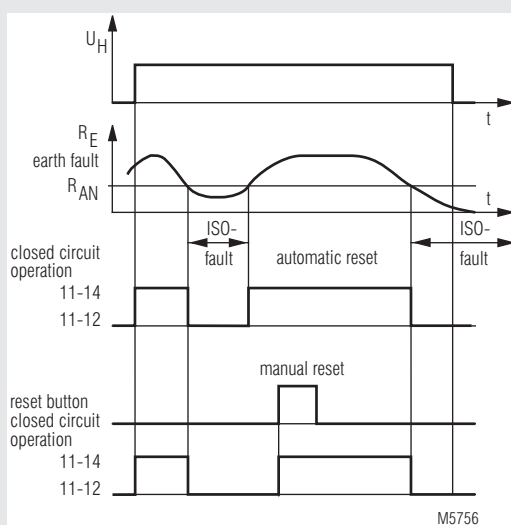 U_H
t
R_E
earth fault
R_AN
t
ISO-
fault
automatic reset
ISO-
fault
closed circuit
operation
11-14
11-12
manual reset
reset button
closed circuit
operation
11-14
11-12
M5756